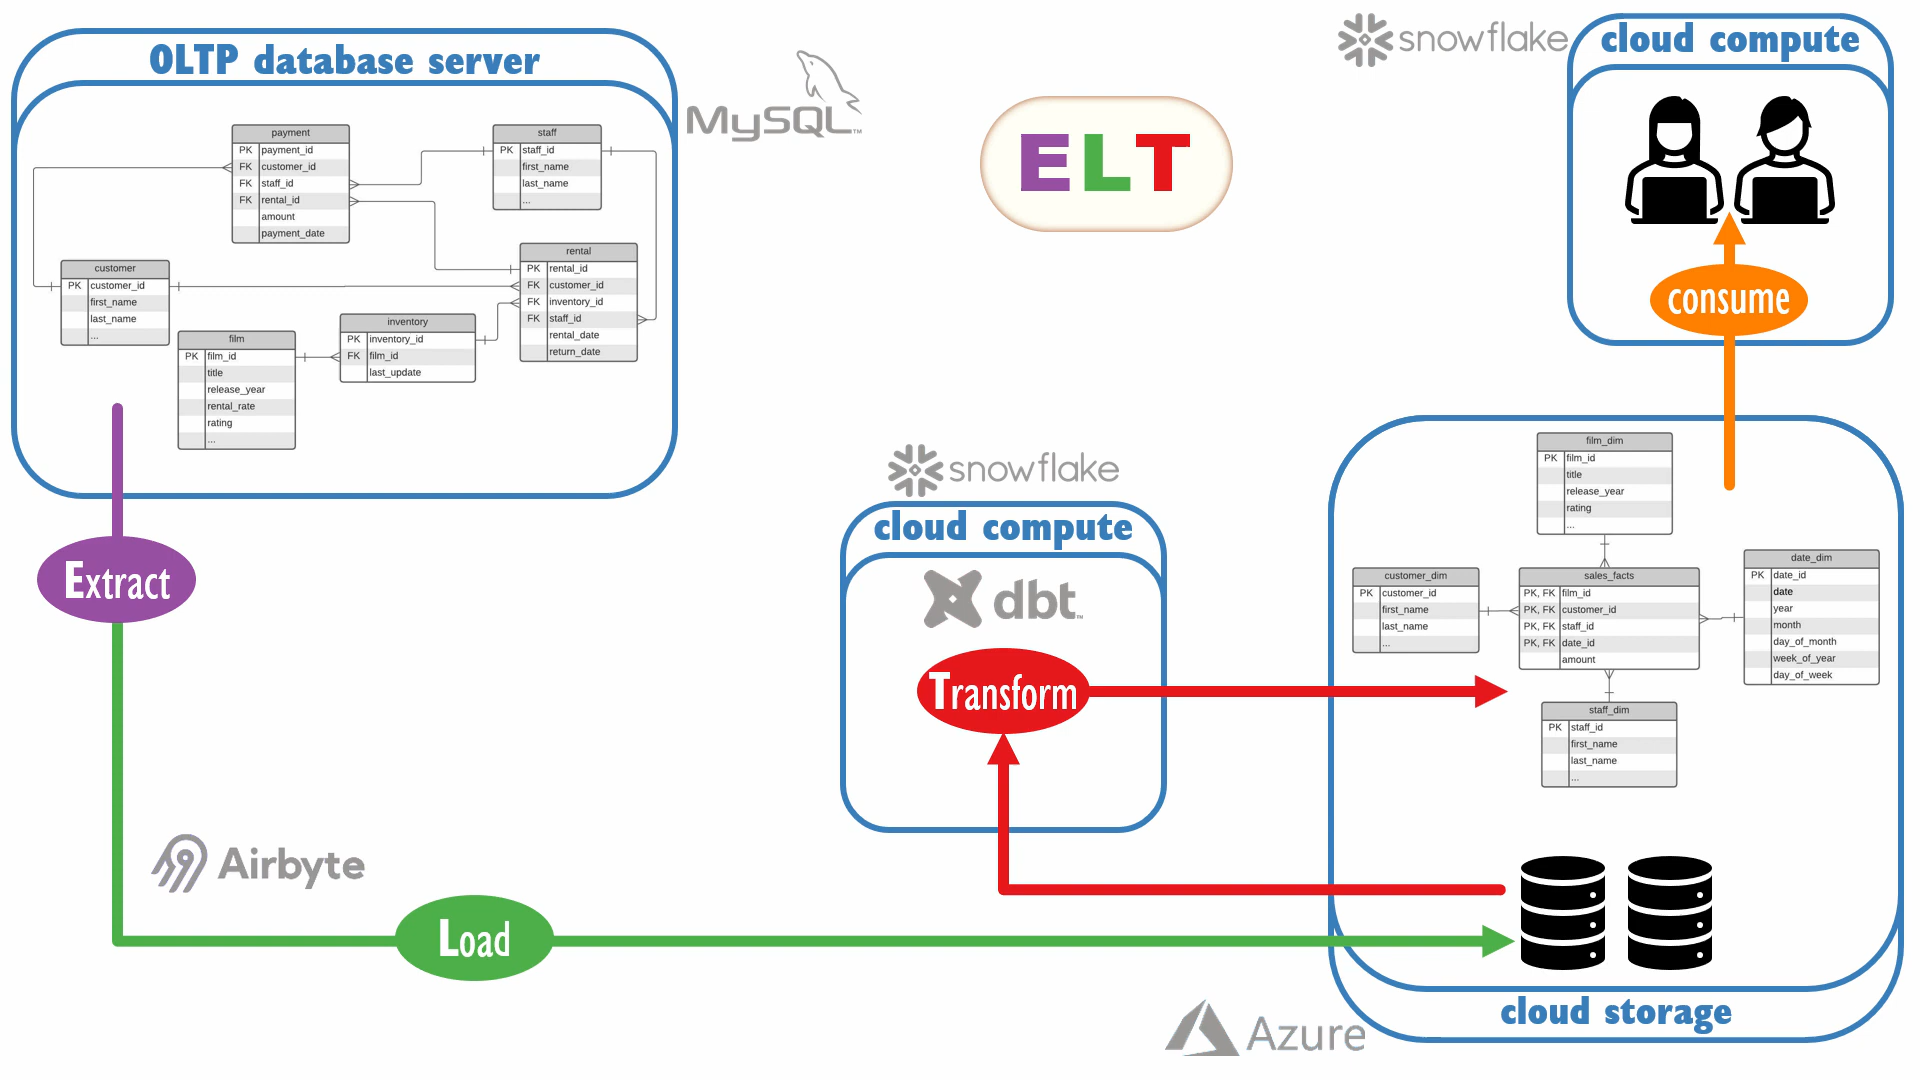 OLTP database server
MySQL™
ELT
snowflake
cloud compute
consume
payment
PK payment_id
FK customer_id
FK staff_id
FK rental_id
amount
payment_date
staff
PK staff_id
first_name
last_name
...
rental
PK rental_id
FK customer_id
FK inventory_id
FK staff_id
rental_date
return_date
customer
PK customer_id
first_name
last_name
...
inventory
PK inventory_id
FK film_id
last_update
film
PK film_id
title
release_year
rental_rate
rating
...
Extract
Airbyte
Load
snowflake
cloud compute
dbt™
Transform
film_dim
PK film_id
title
release_year
rating
...
customer_dim
PK customer_id
first_name
last_name
...
sales_facts
PK, FK film_id
PK, FK customer_id
PK, FK staff_id
PK, FK date_id
amount
date_dim
PK date_id
date
year
month
day_of_month
week_of_year
day_of_week
staff_dim
PK staff_id
first_name
last_name
...
cloud storage
Azure